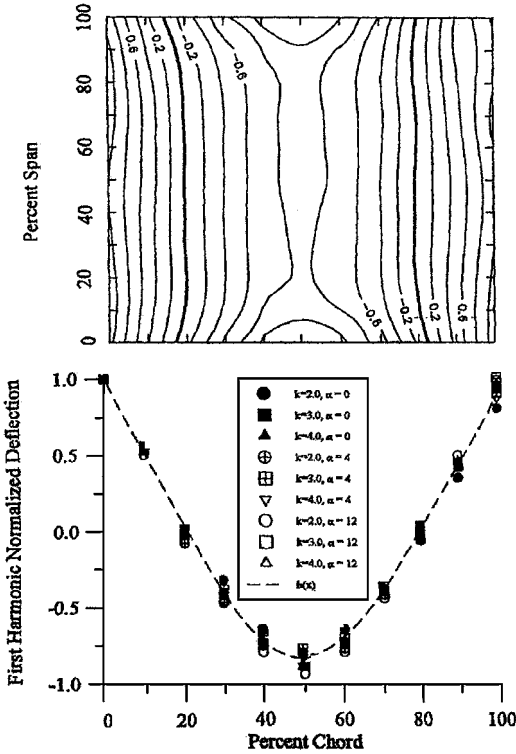 100
80
60
40
20
0
Percent Span
-0.6
-0.2
-0.2
-0.6
-0.6
-0.2
-0.2
-0.6
1.0
0.5
0.0
-0.5
-1.0
First Harmonic Normalized Deflection
k=2.0, α = 0
k=3.0, α = 0
k=4.0, α = 0
k=2.0, α = 4
k=3.0, α = 4
k=4.0, α = 4
k=2.0, α = 12
k=3.0, α = 12
k=4.0, α = 12
0 20 40 60 80 100
Percent Chord